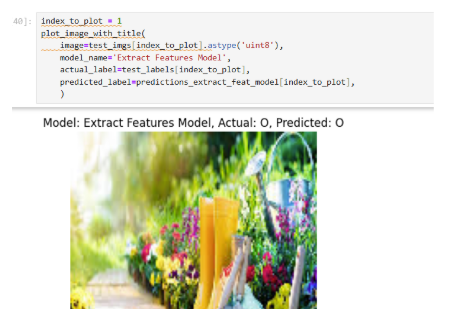 40]: index_to_plot = 1
plot_image_with_title(
image=test_imgs[index_to_plot].astype('uint8'),
model_name='Extract Features Model',
actual_label=test_labels[index_to_plot],
predicted_label=predictions_extract_feat_model[index_to_plot],
)
Model: Extract Features Model, Actual: O, Predicted: O